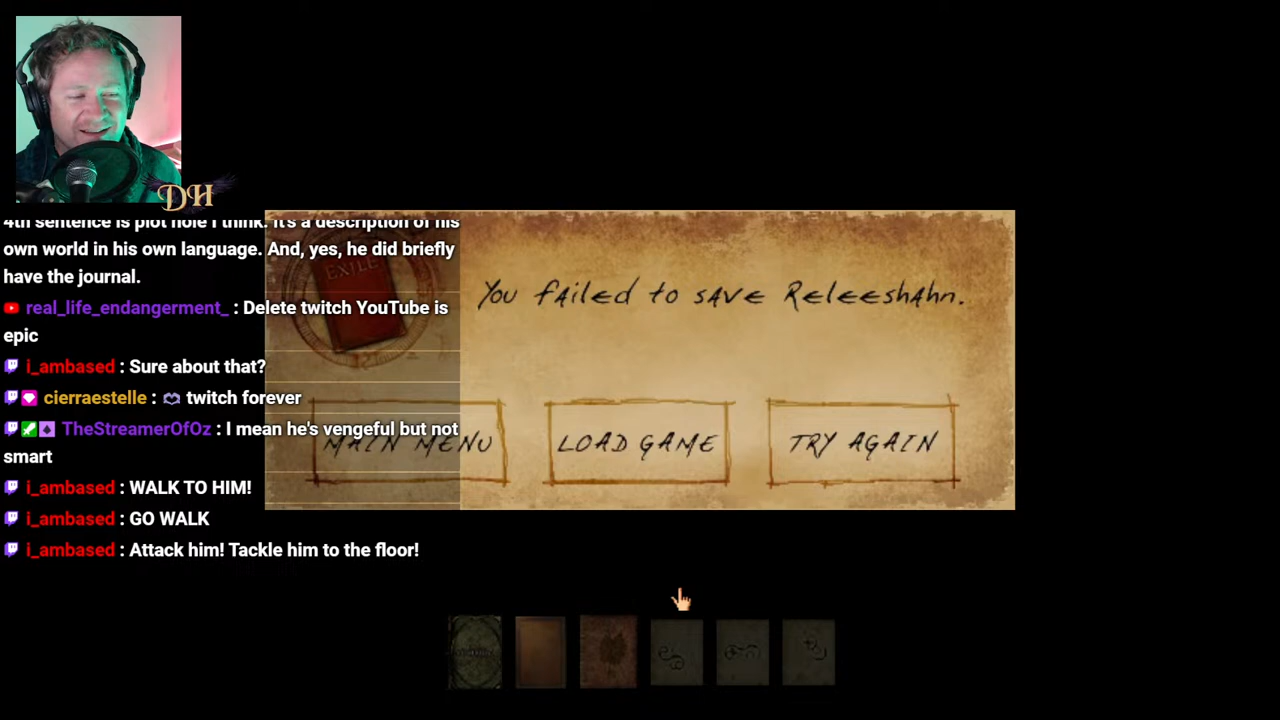 DH
4th sentence is plot hole I think. It's a description of his
own world in his own language. And, yes, he did briefly
have the journal.
real_life_endangerment_ : Delete twitch YouTube is
epic
i_ambased : Sure about that?
cierraestelle : twitch forever
TheStreamerOfOz : I mean he's vengeful but not
smart
i_ambased : WALK TO HIM!
i_ambased : GO WALK
i_ambased : Attack him! Tackle him to the floor!
EXILE
You failed to save Releeshahn.
MAIN MENU
LOAD GAME
TRY AGAIN